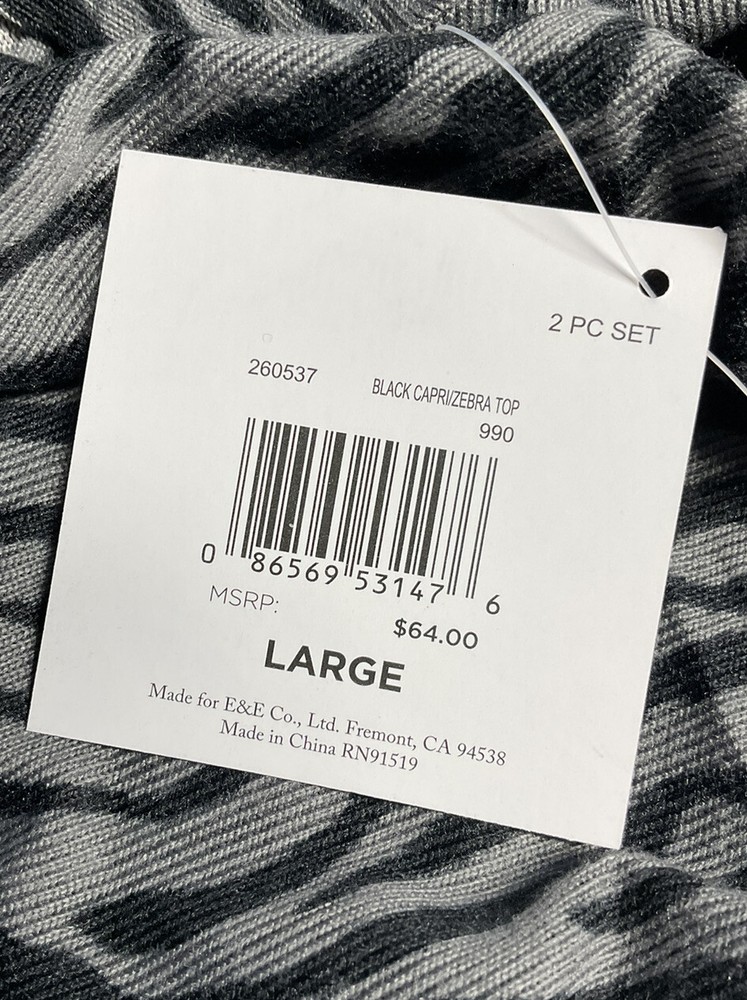 2 PC SET
260537 BLACK CAPRI/ZEBRA TOP
990
0 86569 53147 6
MSRP:
$64.00
LARGE
Made for E&E Co., Ltd. Fremont, CA 94538
Made in China RN91519